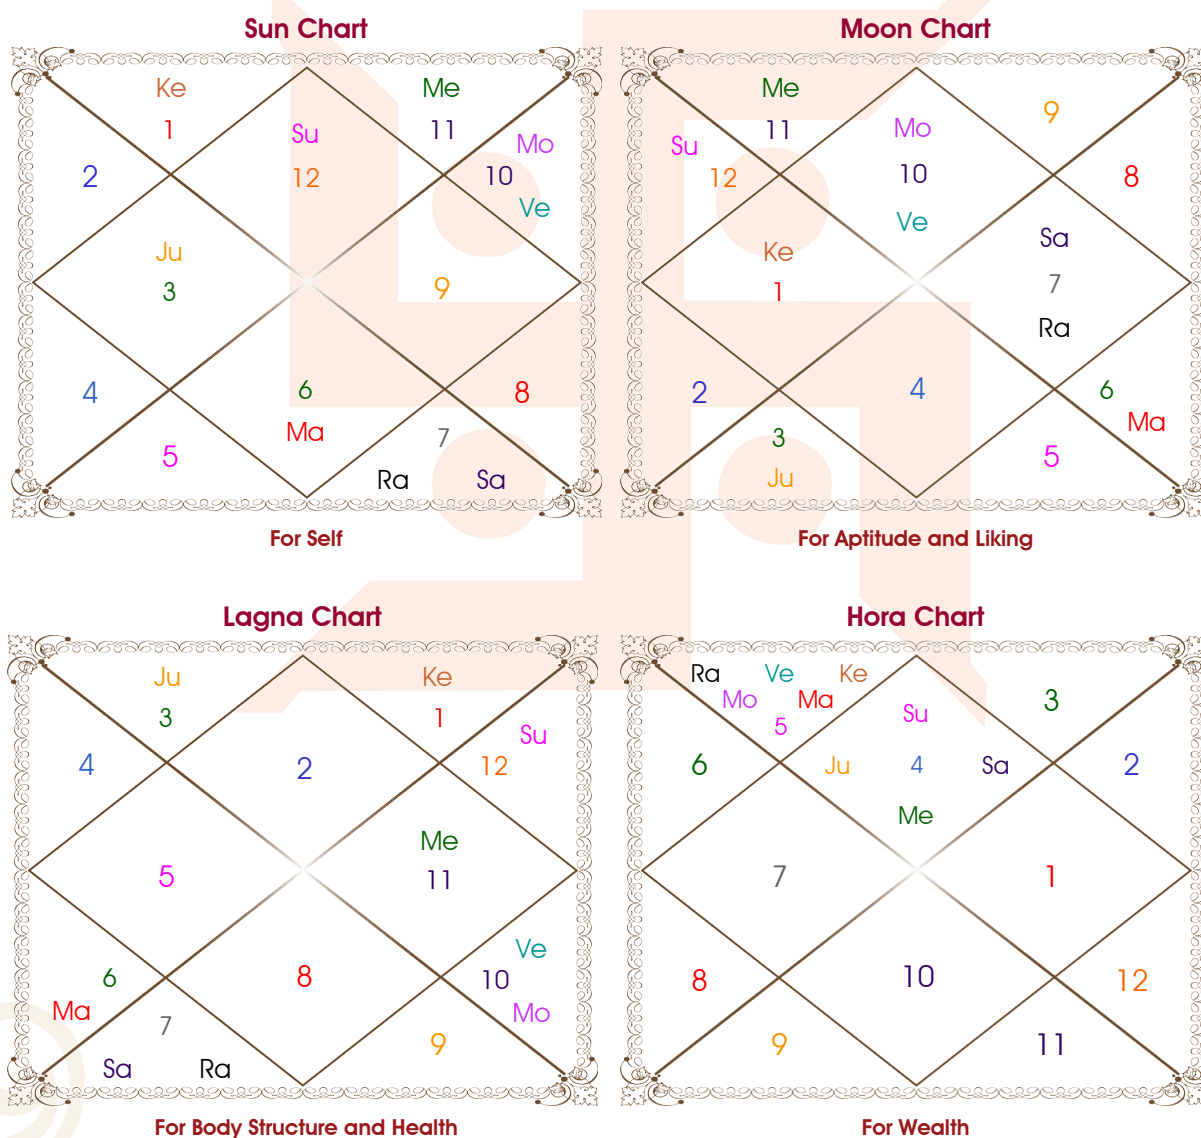 Sun Chart
Ke
Me
1
Su
11
Mo
2
12
10
Ve
Ju
3
9
4
6
8
Ma
7
5
Ra
Sa
For Self
Moon Chart
Me
9
11
Mo
Su
12
10
8
Ve
Sa
Ke
1
7
Ra
2
4
6
Ma
3
5
Ju
For Aptitude and Liking
Lagna Chart
Ju
Ke
3
1
Su
4
2
12
Me
5
11
Ve
6
8
10
Ma
Mo
7
9
Sa
Ra
For Body Structure and Health
Hora Chart
Ra Ve Ke
Mo Ma
3
5
Su
6
Ju 4 Sa
2
Me
7
1
8
10
12
9
11
For Wealth